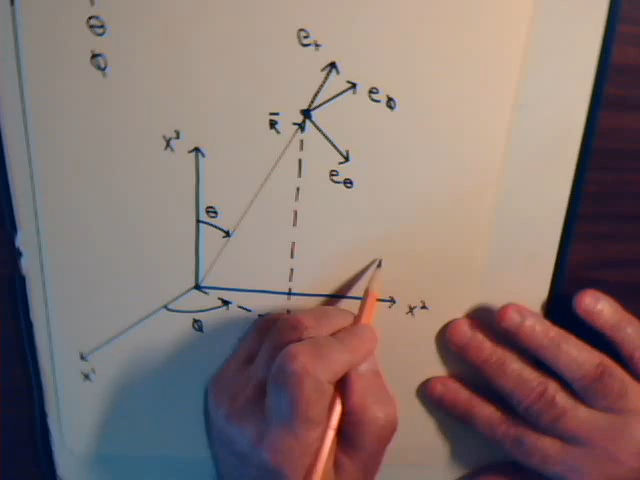 θ
φ
e_r
e_φ
R̄
x³
e_θ
θ
x²
φ
x¹